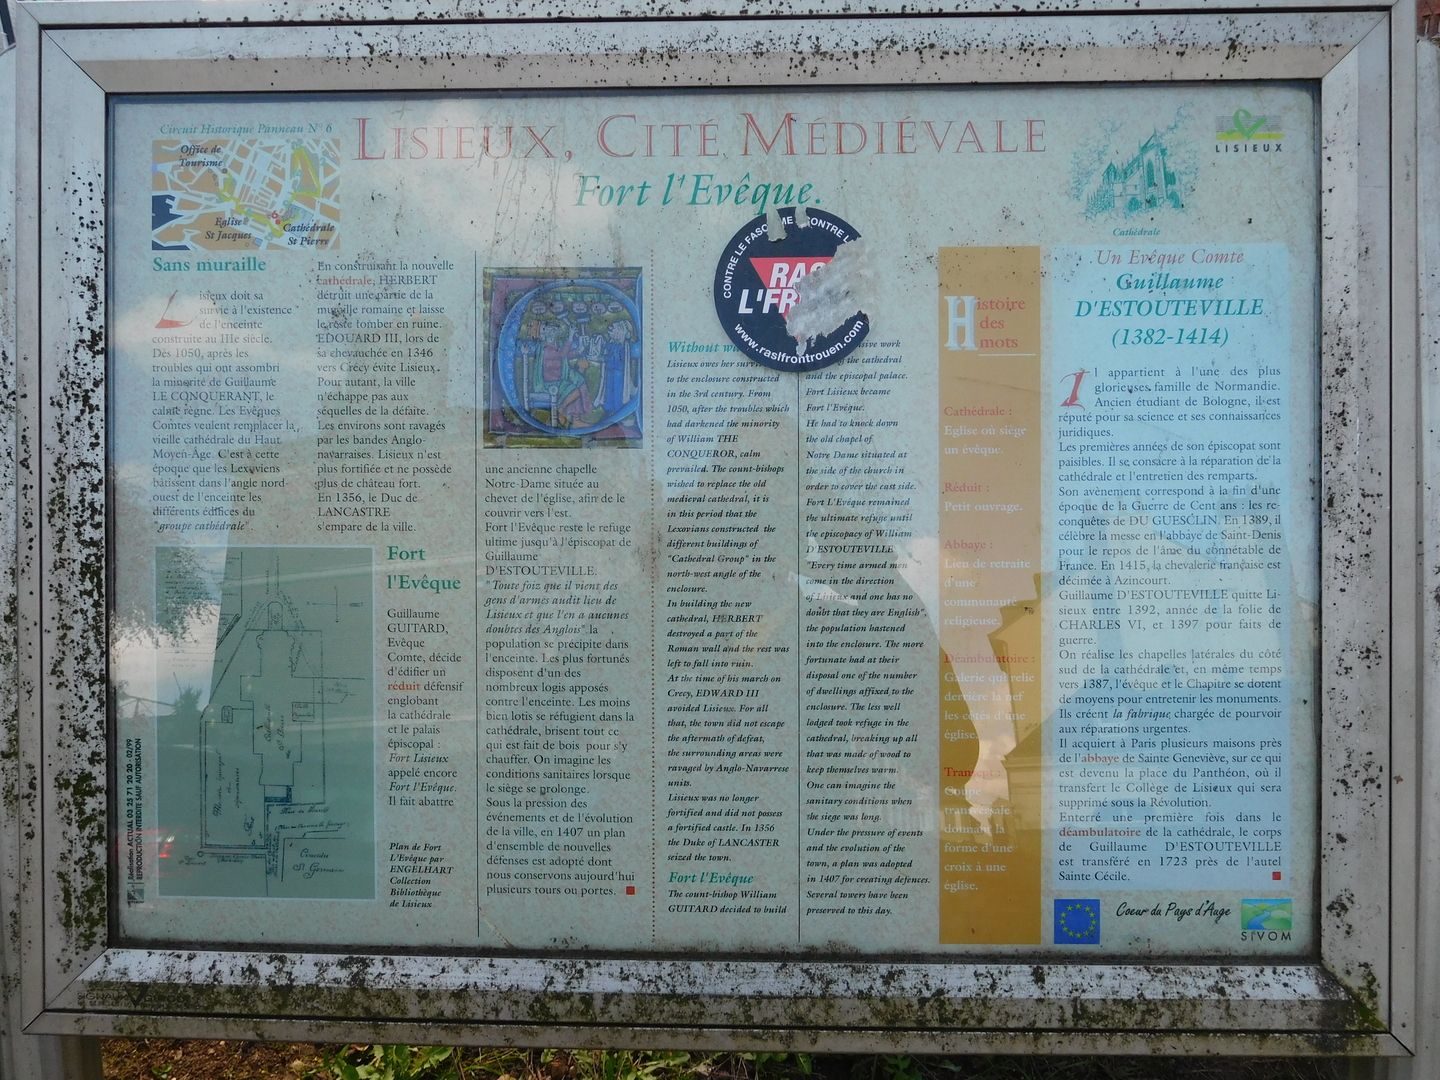 Circuit Historique Panneau N° 6
Office de
Tourisme
Eglise
St Jacques
Cathédrale
St Pierre
LISIEUX, CITÉ MÉDIÉVALE
Fort l'Evêque.
Cathédrale
LISIEUX
Sans muraille
Lisieux doit sa
survie à l'existence
de l'enceinte
construite au IIIe siècle.
Dès 1050, après les
troubles qui ont assombri
la minorité de Guillaume
LE CONQUERANT, le
calme règne. Les Evêques
Comtes veulent remplacer la
vieille cathédrale du Haut
Moyen-Âge. C'est à cette
époque que les Lexoviens
bâtissent dans l'angle nord-
ouest de l'enceinte les
différents édifices du
"groupe cathédrale".
En construisant la nouvelle
cathédrale, HERBERT
détruit une partie de la
muraille romaine et laisse
le reste tomber en ruine.
EDOUARD III, lors de
sa chevauchée en 1346
vers Crécy évite Lisieux.
Pour autant, la ville
n'échappe pas aux
séquelles de la défaite.
Les environs sont ravagés
par les bandes Anglo-
navarraises. Lisieux n'est
plus fortifiée et ne possède
plus de château fort.
En 1356, le Duc de
LANCASTRE
s'empare de la ville.
Fort
l'Evêque
Guillaume
GUITARD,
Evêque
Comte, décide
d'édifier un
réduit défensif
englobant
la cathédrale
et le palais
épiscopal :
Fort Lisieux
appelé encore
Fort l'Evêque.
Il fait abattre
Plan de Fort
L'Evêque par
ENGELHART
Collection
Bibliothèque
de Lisieux
Réalisation ACTUAL 03 25 71 20 20 - 02/99
REPRODUCTION INTERDITE SAUF AUTORISATION
Cimetière
St Germain
une ancienne chapelle
Notre-Dame située au
chevet de l'église, afin de le
couvrir vers l'est.
Fort l'Evêque reste le refuge
ultime jusqu'à l'épiscopat de
Guillaume
D'ESTOUTEVILLE.
"Toute foiz que il vient des
gens d'armes audit lieu de
Lisieux et que l'en a aucunes
doubtes des Anglois" la
population se précipite dans
l'enceinte. Les plus fortunés
disposent d'un des
nombreux logis apposés
contre l'enceinte. Les moins
bien lotis se réfugient dans la
cathédrale, brisent tout ce
qui est fait de bois pour s'y
chauffer. On imagine les
conditions sanitaires lorsque
le siège se prolonge.
Sous la pression des
événements et de l'évolution
de la ville, en 1407 un plan
d'ensemble de nouvelles
défenses est adopté dont
nous conservons aujourd'hui
plusieurs tours ou portes.
CONTRE LE FASC ME CONTRE L
RAS
L'FR
www.raslfrontrouen.com
Without w
Lisieux owes her surv
to the enclosure constructed
in the 3rd century. From
1050, after the troubles which
had darkened the minority
of William THE
CONQUEROR, calm
prevailed. The count-bishops
wished to replace the old
medieval cathedral, it is
in this period that the
Lexovians constructed the
different buildings of
"Cathedral Group" in the
north-west angle of the
enclosure.
In building the new
cathedral, HERBERT
destroyed a part of the
Roman wall and the rest was
left to fall into ruin.
At the time of his march on
Crecy, EDWARD III
avoided Lisieux. For all
that, the town did not escape
the aftermath of defeat,
the surrounding areas were
ravaged by Anglo-Navarrese
units.
Lisieux was no longer
fortified and did not possess
a fortified castle. In 1356
the Duke of LANCASTER
seized the town.
Fort l'Evêque
The count-bishop William
GUITARD decided to build
sive work
of the cathedral
and the episcopal palace.
Fort Lisieux became
Fort l'Evêque.
He had to knock down
the old chapel of
Notre Dame situated at
the side of the church in
order to cover the east side.
Fort L'Evêque remained
the ultimate refuge until
the episcopacy of William
D'ESTOUTEVILLE
"Every time armed men
come in the direction
of Lisieux and one has no
doubt that they are English",
the population hastened
into the enclosure. The more
fortunate had at their
disposal one of the number
of dwellings affixed to the
enclosure. The less well
lodged took refuge in the
cathedral, breaking up all
that was made of wood to
keep themselves warm.
One can imagine the
sanitary conditions when
the siege was long.
Under the pressure of events
and the evolution of the
town, a plan was adopted
in 1407 for creating defences.
Several towers have been
preserved to this day.
Histoire
des
mots
Cathédrale :
Eglise où siège
un évêque.
Réduit :
Petit ouvrage.
Abbaye :
Lieu de retraite
d'une
communauté
religieuse.
Déambulatoire :
Galerie qui relie
derrière la nef
les côtés d'une
église.
Transept :
Coupe
transversale
donnant la
forme d'une
croix à une
église.
Un Evêque Comte
Guillaume
D'ESTOUTEVILLE
(1382-1414)
Il appartient à l'une des plus
glorieuses famille de Normandie.
Ancien étudiant de Bologne, il est
réputé pour sa science et ses connaissances
juridiques.
Les premières années de son épiscopat sont
paisibles. Il se consacre à la réparation de la
cathédrale et l'entretien des remparts.
Son avènement correspond à la fin d'une
époque de la Guerre de Cent ans : les re-
conquêtes de DU GUESCLIN. En 1389, il
célèbre la messe en l'abbaye de Saint-Denis
pour le repos de l'âme du connétable de
France. En 1415, la chevalerie française est
décimée à Azincourt.
Guillaume D'ESTOUTEVILLE quitte Li-
sieux entre 1392, année de la folie de
CHARLES VI, et 1397 pour faits de
guerre.
On réalise les chapelles latérales du côté
sud de la cathédrale et, en même temps
vers 1387, l'évêque et le Chapitre se dotent
de moyens pour entretenir les monuments.
Ils créent la fabrique chargée de pourvoir
aux réparations urgentes.
Il acquiert à Paris plusieurs maisons près
de l'abbaye de Sainte Geneviève, sur ce qui
est devenu la place du Panthéon, où il
transfert le Collège de Lisieux qui sera
supprimé sous la Révolution.
Enterré une première fois dans le
déambulatoire de la cathédrale, le corps
de Guillaume D'ESTOUTEVILLE
est transféré en 1723 près de l'autel
Sainte Cécile.
Coeur du Pays d'Auge
SIVOM